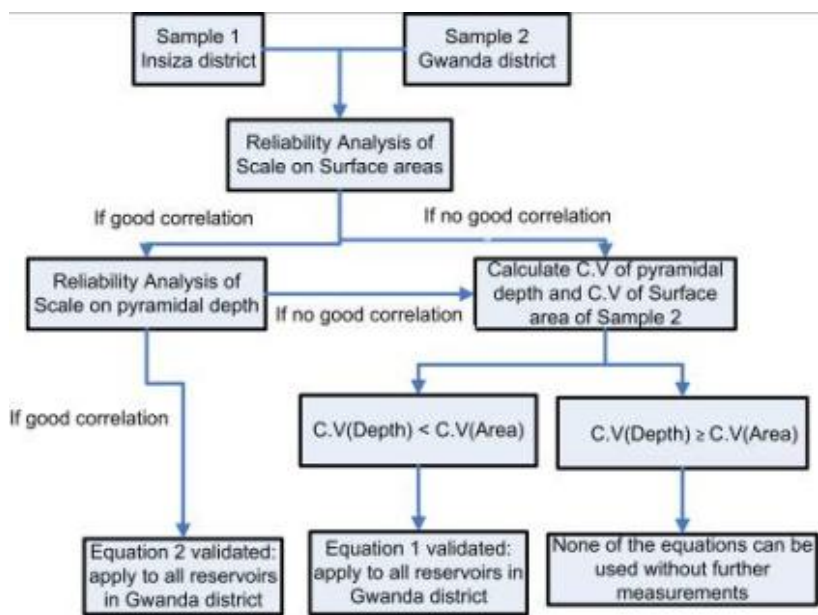 Sample 1
Insiza district
Sample 2
Gwanda district
Reliability Analysis of
Scale on Surface areas
If good correlation
If no good correlation
Reliability Analysis of
Scale on pyramidal depth
If no good correlation
Calculate C.V of pyramidal
depth and C.V of Surface
area of Sample 2
If good correlation
C.V(Depth) < C.V(Area)
C.V(Depth) ≥ C.V(Area)
Equation 2 validated:
apply to all reservoirs
in Gwanda district
Equation 1 validated:
apply to all reservoirs in
Gwanda district
None of the equations can be
used without further
measurements